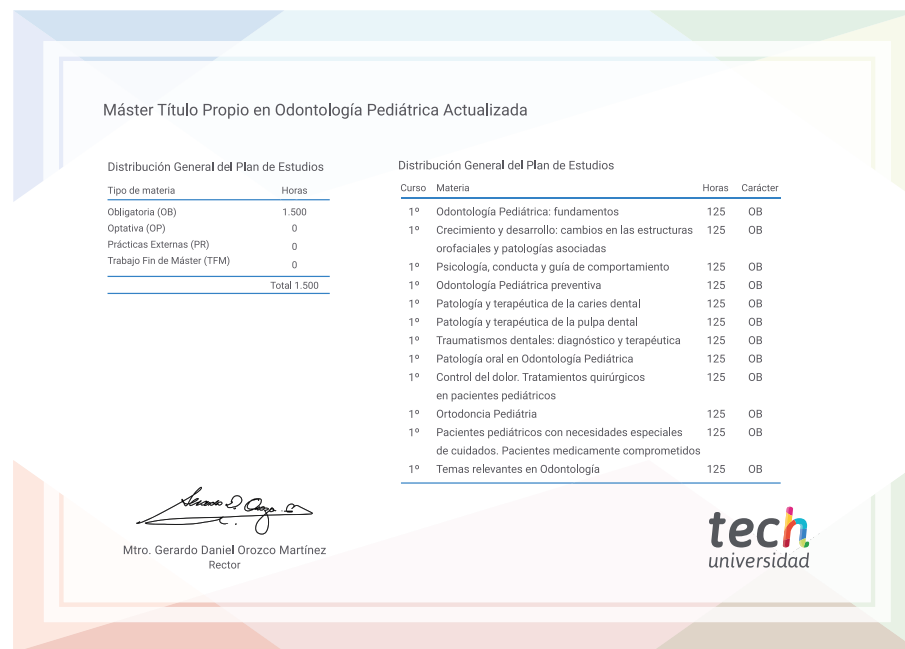 Máster Título Propio en Odontología Pediátrica Actualizada
Distribución General del Plan de Estudios
Tipo de materia Horas
Obligatoria (OB) 1.500
Optativa (OP) 0
Prácticas Externas (PR) 0
Trabajo Fin de Máster (TFM) 0
Total 1.500
Distribución General del Plan de Estudios
Curso Materia Horas Carácter
1º Odontología Pediátrica: fundamentos 125 OB
1º Crecimiento y desarrollo: cambios en las estructuras 125 OB
orofaciales y patologías asociadas
1º Psicología, conducta y guía de comportamiento 125 OB
1º Odontología Pediátrica preventiva 125 OB
1º Patología y terapéutica de la caries dental 125 OB
1º Patología y terapéutica de la pulpa dental 125 OB
1º Traumatismos dentales: diagnóstico y terapéutica 125 OB
1º Patología oral en Odontología Pediátrica 125 OB
1º Control del dolor. Tratamientos quirúrgicos 125 OB
en pacientes pediátricos
1º Ortodoncia Pediátria 125 OB
1º Pacientes pediátricos con necesidades especiales 125 OB
de cuidados. Pacientes medicamente comprometidos
1º Temas relevantes en Odontología 125 OB
Mtro. Gerardo Daniel Orozco Martínez
Rector
tech
universidad